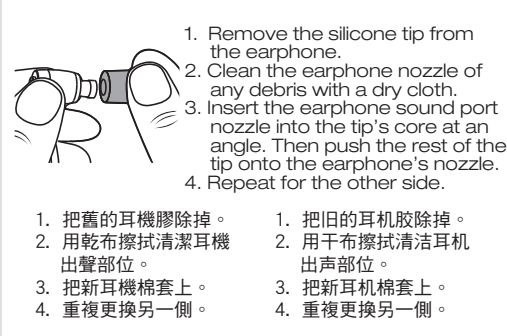 1. Remove the silicone tip from
the earphone.
2. Clean the earphone nozzle of
any debris with a dry cloth.
3. Insert the earphone sound port
nozzle into the tip's core at an
angle. Then push the rest of the
tip onto the earphone's nozzle.
4. Repeat for the other side.
1. 把舊的耳機膠除掉。
2. 用乾布擦拭清潔耳機
出聲部位。
3. 把新耳機棉套上。
4. 重複更換另一側。
1. 把旧的耳机胶除掉。
2. 用干布擦拭清洁耳机
出声部位。
3. 把新耳机棉套上。
4. 重複更换另一側。